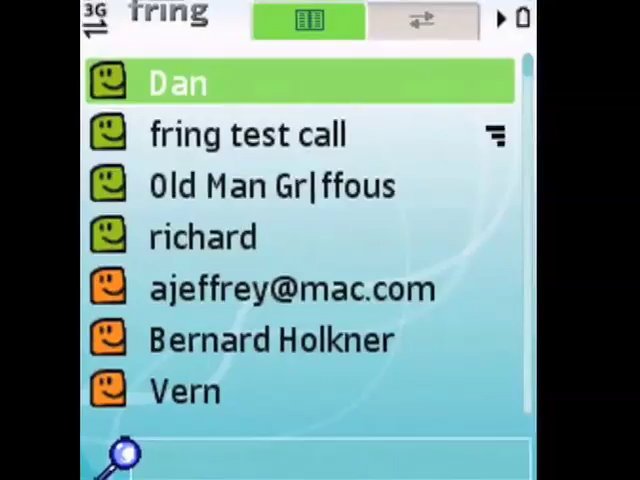 3G
fring
Dan
fring test call
Old Man Gr|ffous
richard
ajeffrey@mac.com
Bernard Holkner
Vern